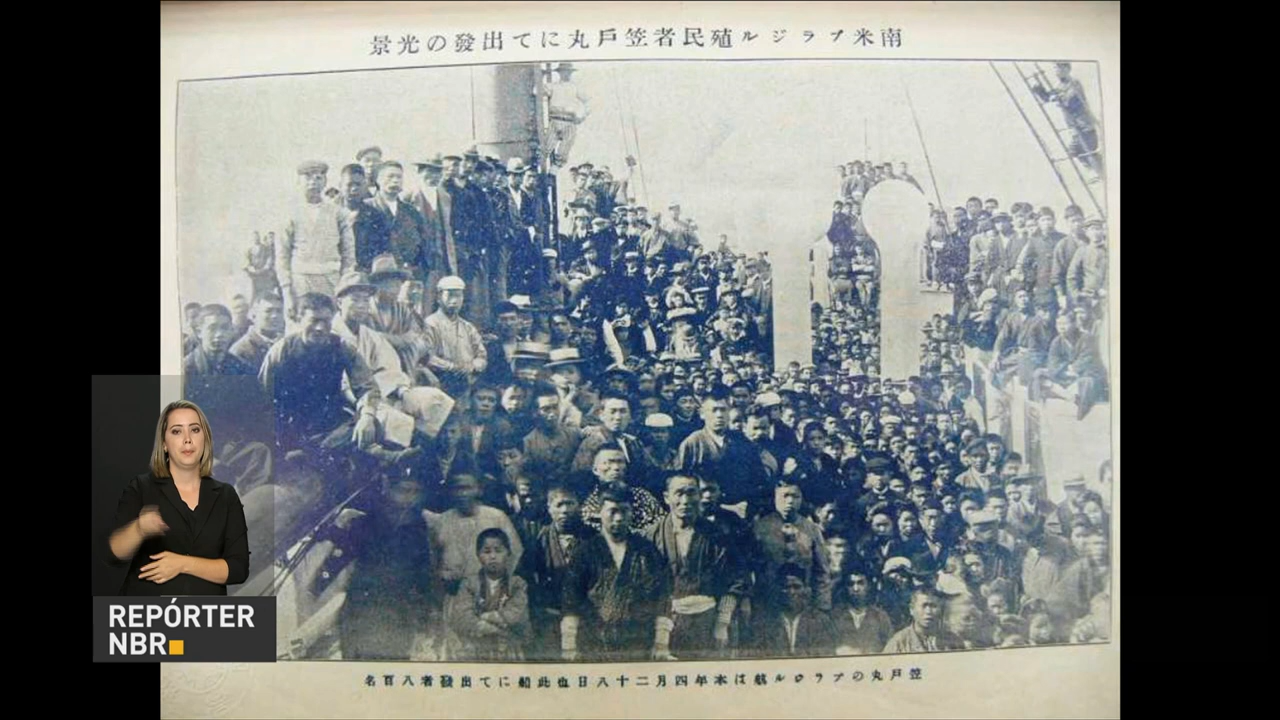 南米ブラジル殖民者笠戶丸にて出發の光景
笠戶丸のブラジル航は本年四月二十八日也此船にて出發者八百名
REPÓRTER
NBR